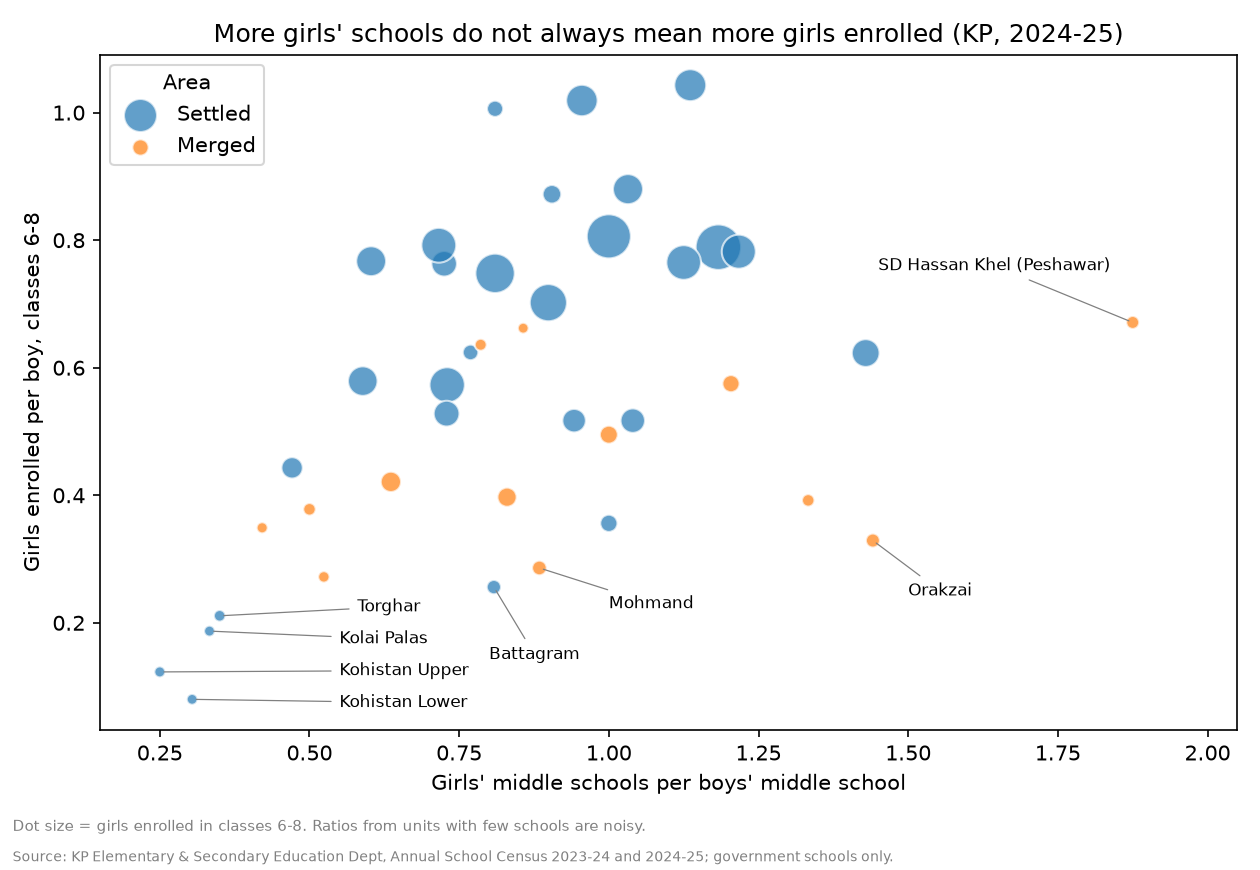 More girls' schools do not always mean more girls enrolled (KP, 2024-25)
Area
Settled
Merged
Girls enrolled per boy, classes 6-8
1.0
0.8
0.6
0.4
0.2
SD Hassan Khel (Peshawar)
Orakzai
Mohmand
Battagram
Torghar
Kolai Palas
Kohistan Upper
Kohistan Lower
0.25 0.50 0.75 1.00 1.25 1.50 1.75 2.00
Girls' middle schools per boys' middle school
Dot size = girls enrolled in classes 6-8. Ratios from units with few schools are noisy.
Source: KP Elementary & Secondary Education Dept, Annual School Census 2023-24 and 2024-25; government schools only.